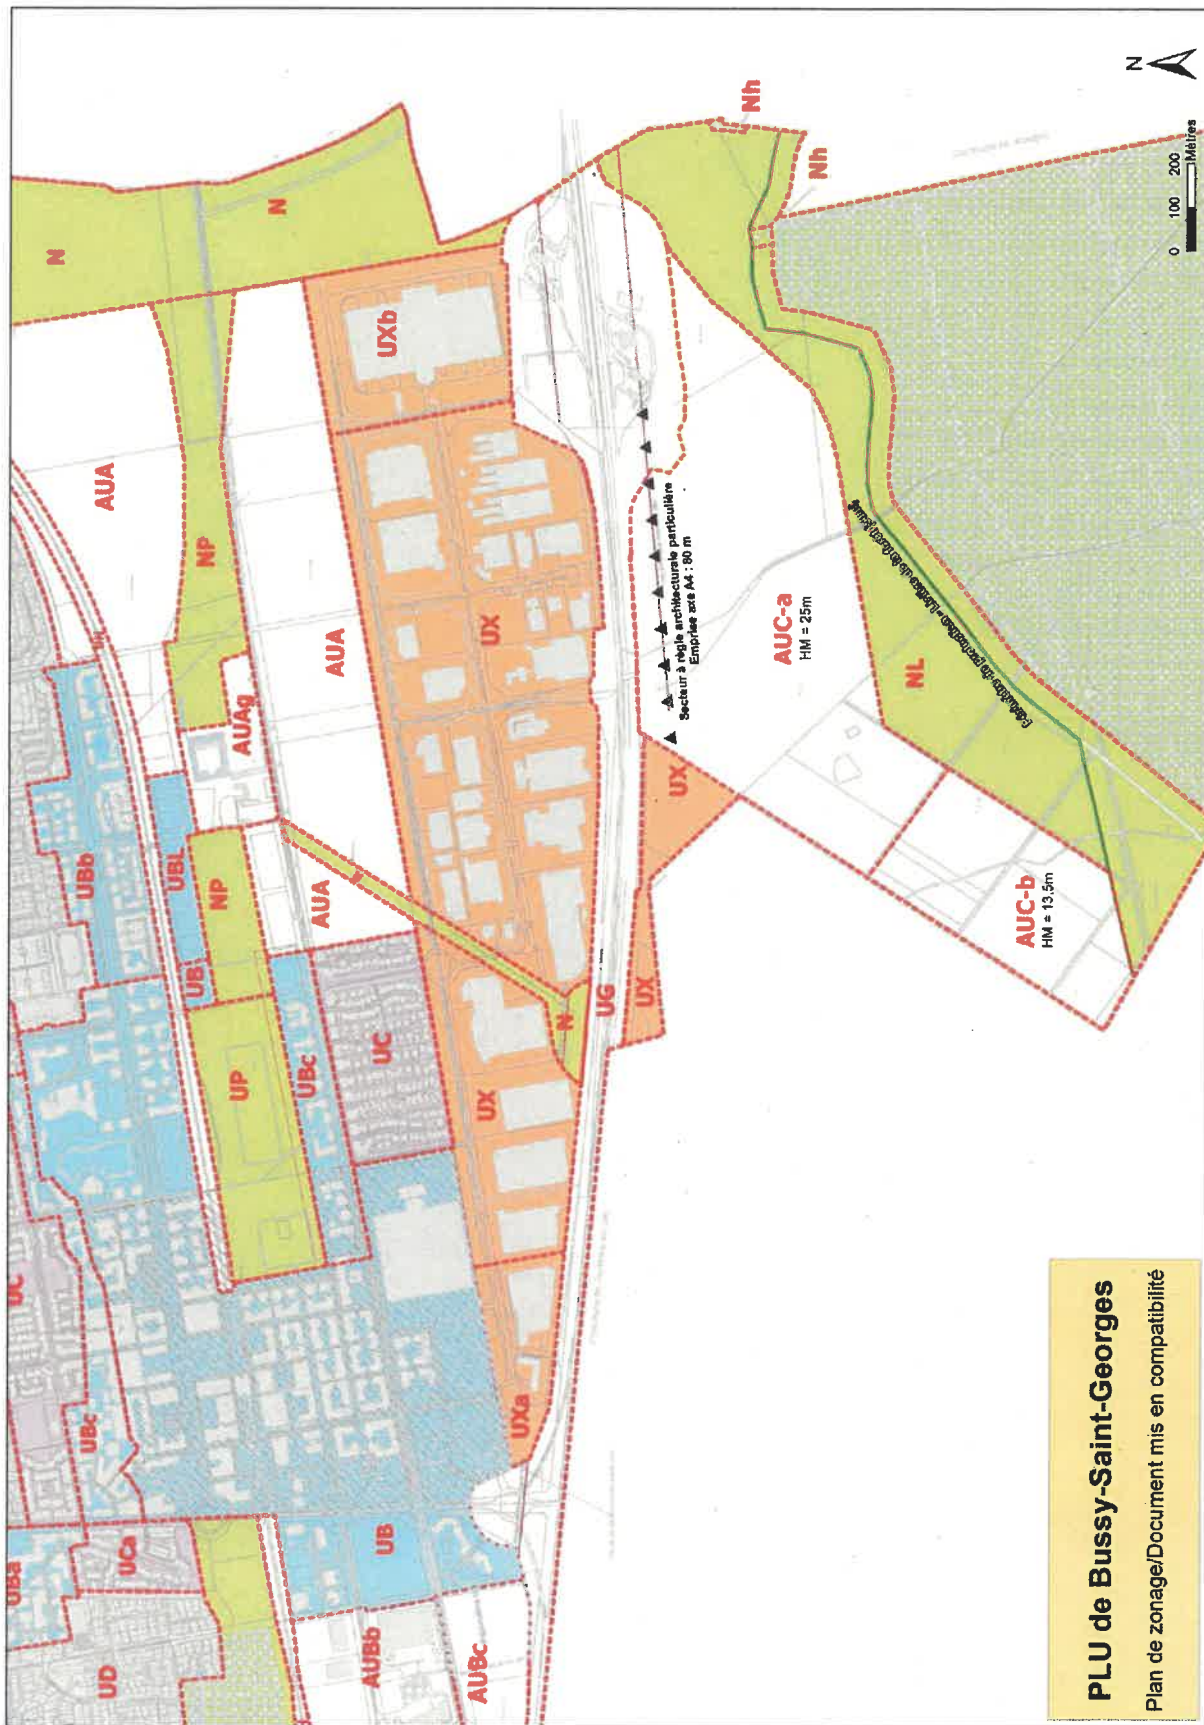 UBa
UCa
UD
UC
UBc
UB
AUBb
AUBc
UBb
UBL
UB
NP
UP
UBc
UC
UXa
UX
N
UG
UX
UX
AUA
AUAg
AUA
UX
UXb
AUA
NP
N
N
Nh
Nh
Secteur à règle architecturale particulière
Emprise axe A4 : 80 m
AUC-a
HM = 25m
AUC-b
HM = 13,5m
NL
N
0 100 200
Mètres
PLU de Bussy-Saint-Georges
Plan de zonage/Document mis en compatibilité